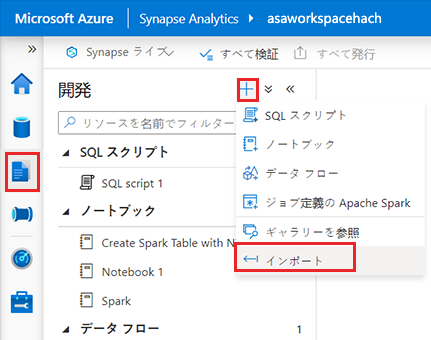 Microsoft Azure | Synapse Analytics ▸ asaworkspacehach
Synapse ライブ すべて検証 すべて発行
開発
リソースを名前でフィルター
SQL スクリプト
SQL script 1
ノートブック
Create Spark Table with N
Notebook 1
Spark
データ フロー 1
SQL スクリプト
ノートブック
データ フロー
ジョブ定義の Apache Spark
ギャラリーを参照
インポート